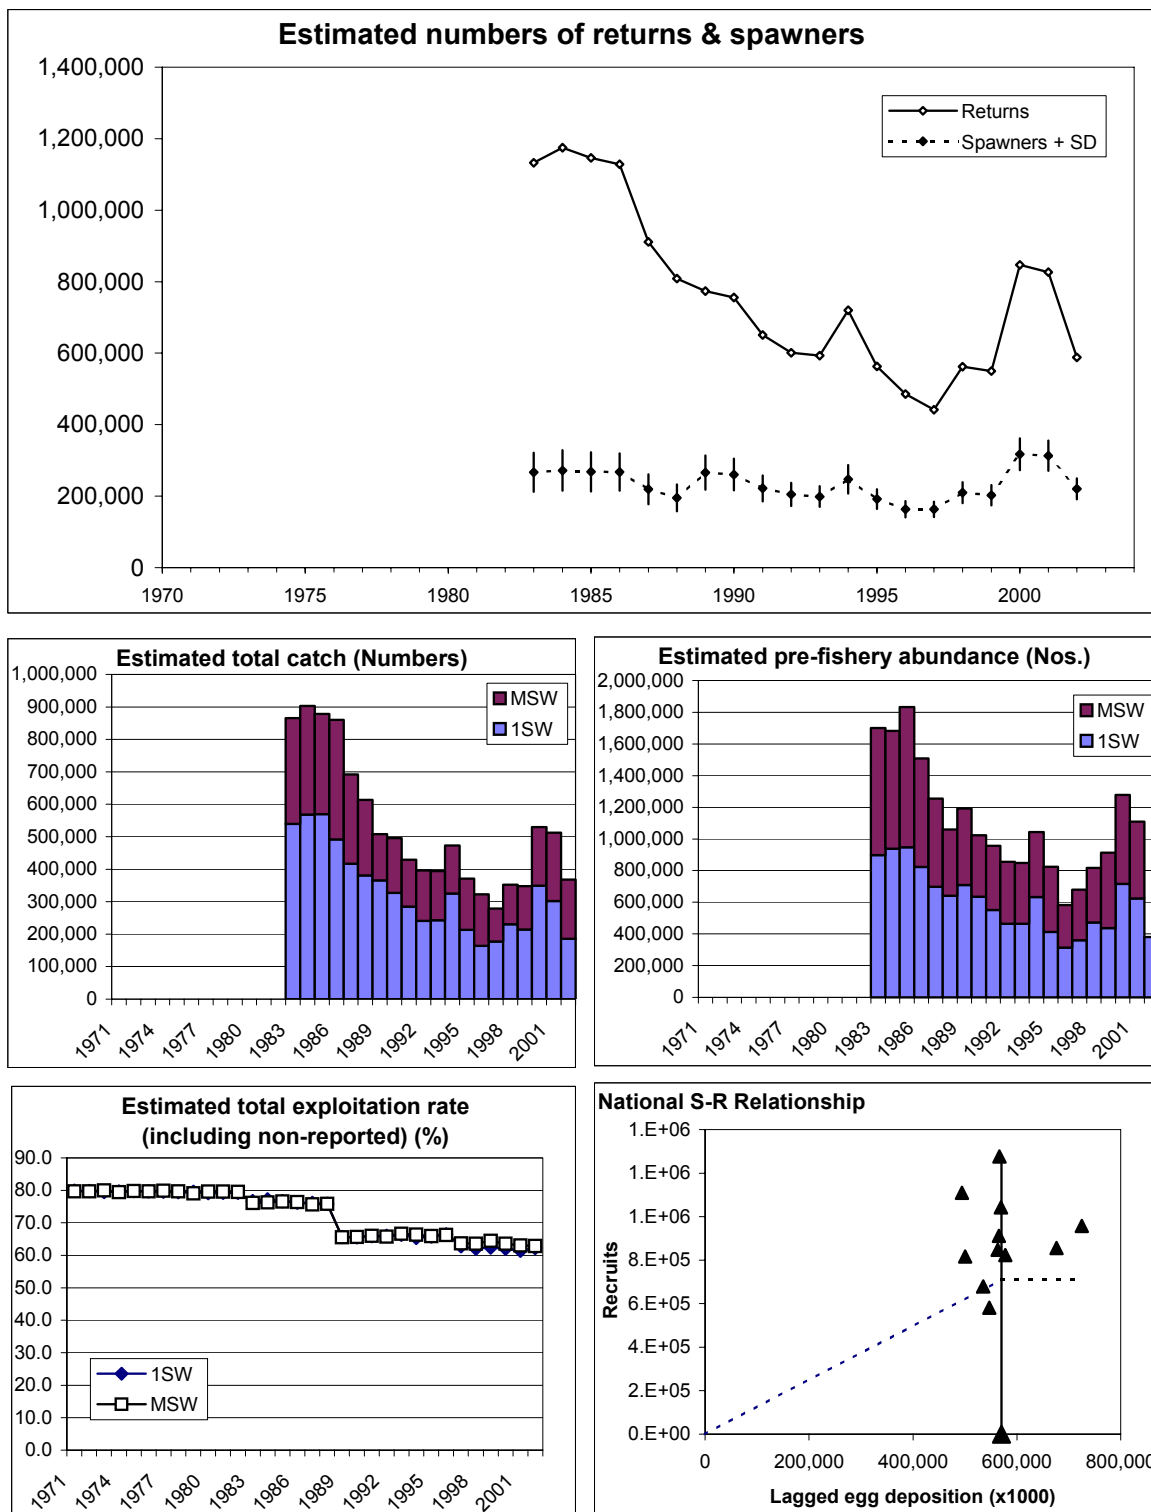 Estimated numbers of returns & spawners
1,400,000
1,200,000
1,000,000
800,000
600,000
400,000
200,000
0
1970 1975 1980 1985 1990 1995 2000
Returns
Spawners + SD
Estimated total catch (Numbers)
1,000,000
900,000
800,000
700,000
600,000
500,000
400,000
300,000
200,000
100,000
0
1971 1974 1977 1980 1983 1986 1989 1992 1995 1998 2001
MSW
1SW
Estimated pre-fishery abundance (Nos.)
2,000,000
1,800,000
1,600,000
1,400,000
1,200,000
1,000,000
800,000
600,000
400,000
200,000
0
1971 1974 1977 1980 1983 1986 1989 1992 1995 1998 2001
MSW
1SW
Estimated total exploitation rate
(including non-reported) (%)
90.0
80.0
70.0
60.0
50.0
40.0
30.0
20.0
10.0
0.0
1971 1974 1977 1980 1983 1986 1989 1992 1995 1998 2001
1SW
MSW
National S-R Relationship
1.E+06
1.E+06
1.E+06
8.E+05
6.E+05
4.E+05
2.E+05
0.E+00
Recruits
0 200,000 400,000 600,000 800,000
Lagged egg deposition (x1000)